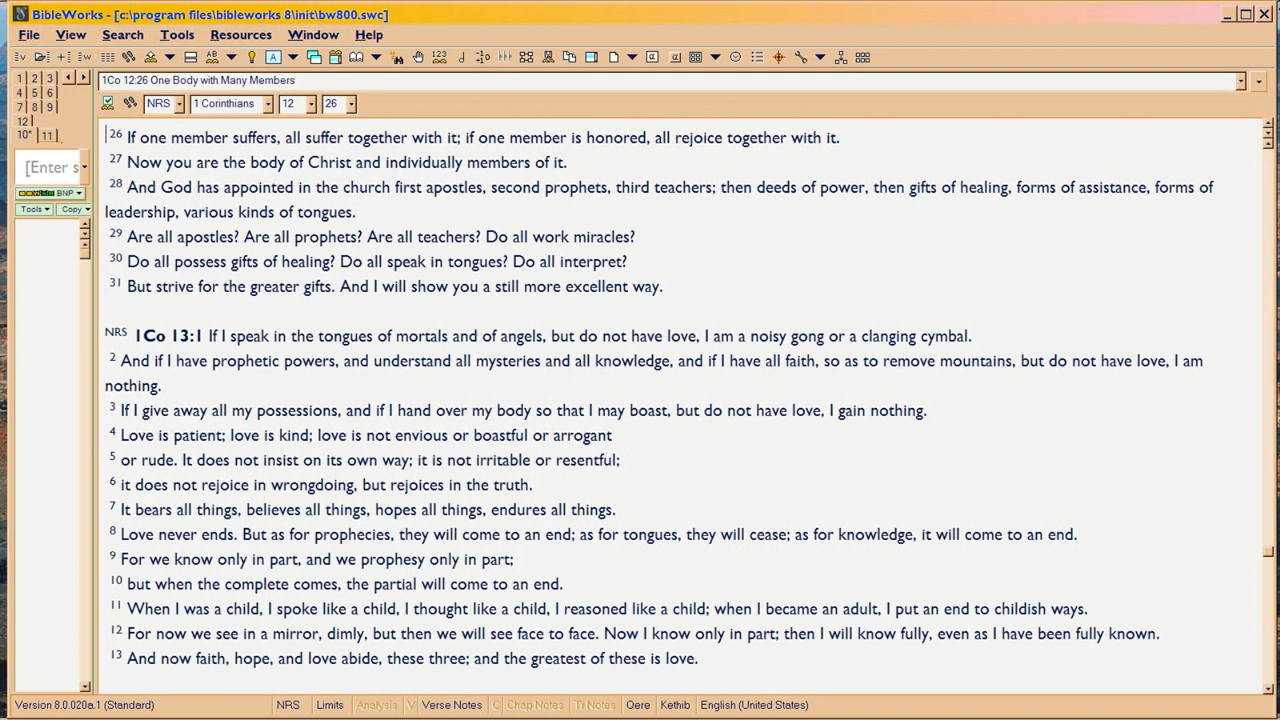 BibleWorks - [c:\program files\bibleworks 8\init\bw800.swc]
File View Search Tools Resources Window Help
1 2 3
4 5 6
7 8 9
12
10* 11
1Co 12:26 One Body with Many Members
NRS 1 Corinthians 12 26
[Enter s
BNP
Tools Copy
26 If one member suffers, all suffer together with it; if one member is honored, all rejoice together with it.
27 Now you are the body of Christ and individually members of it.
28 And God has appointed in the church first apostles, second prophets, third teachers; then deeds of power, then gifts of healing, forms of assistance, forms of
leadership, various kinds of tongues.
29 Are all apostles? Are all prophets? Are all teachers? Do all work miracles?
30 Do all possess gifts of healing? Do all speak in tongues? Do all interpret?
31 But strive for the greater gifts. And I will show you a still more excellent way.
NRS 1Co 13:1 If I speak in the tongues of mortals and of angels, but do not have love, I am a noisy gong or a clanging cymbal.
2 And if I have prophetic powers, and understand all mysteries and all knowledge, and if I have all faith, so as to remove mountains, but do not have love, I am
nothing.
3 If I give away all my possessions, and if I hand over my body so that I may boast, but do not have love, I gain nothing.
4 Love is patient; love is kind; love is not envious or boastful or arrogant
5 or rude. It does not insist on its own way; it is not irritable or resentful;
6 it does not rejoice in wrongdoing, but rejoices in the truth.
7 It bears all things, believes all things, hopes all things, endures all things.
8 Love never ends. But as for prophecies, they will come to an end; as for tongues, they will cease; as for knowledge, it will come to an end.
9 For we know only in part, and we prophesy only in part;
10 but when the complete comes, the partial will come to an end.
11 When I was a child, I spoke like a child, I thought like a child, I reasoned like a child; when I became an adult, I put an end to childish ways.
12 For now we see in a mirror, dimly, but then we will see face to face. Now I know only in part; then I will know fully, even as I have been fully known.
13 And now faith, hope, and love abide, these three; and the greatest of these is love.
Version 8.0.020a.1 (Standard) NRS Limits Analysis V Verse Notes C Chap Notes Tr Notes Qere Kethib English (United States)